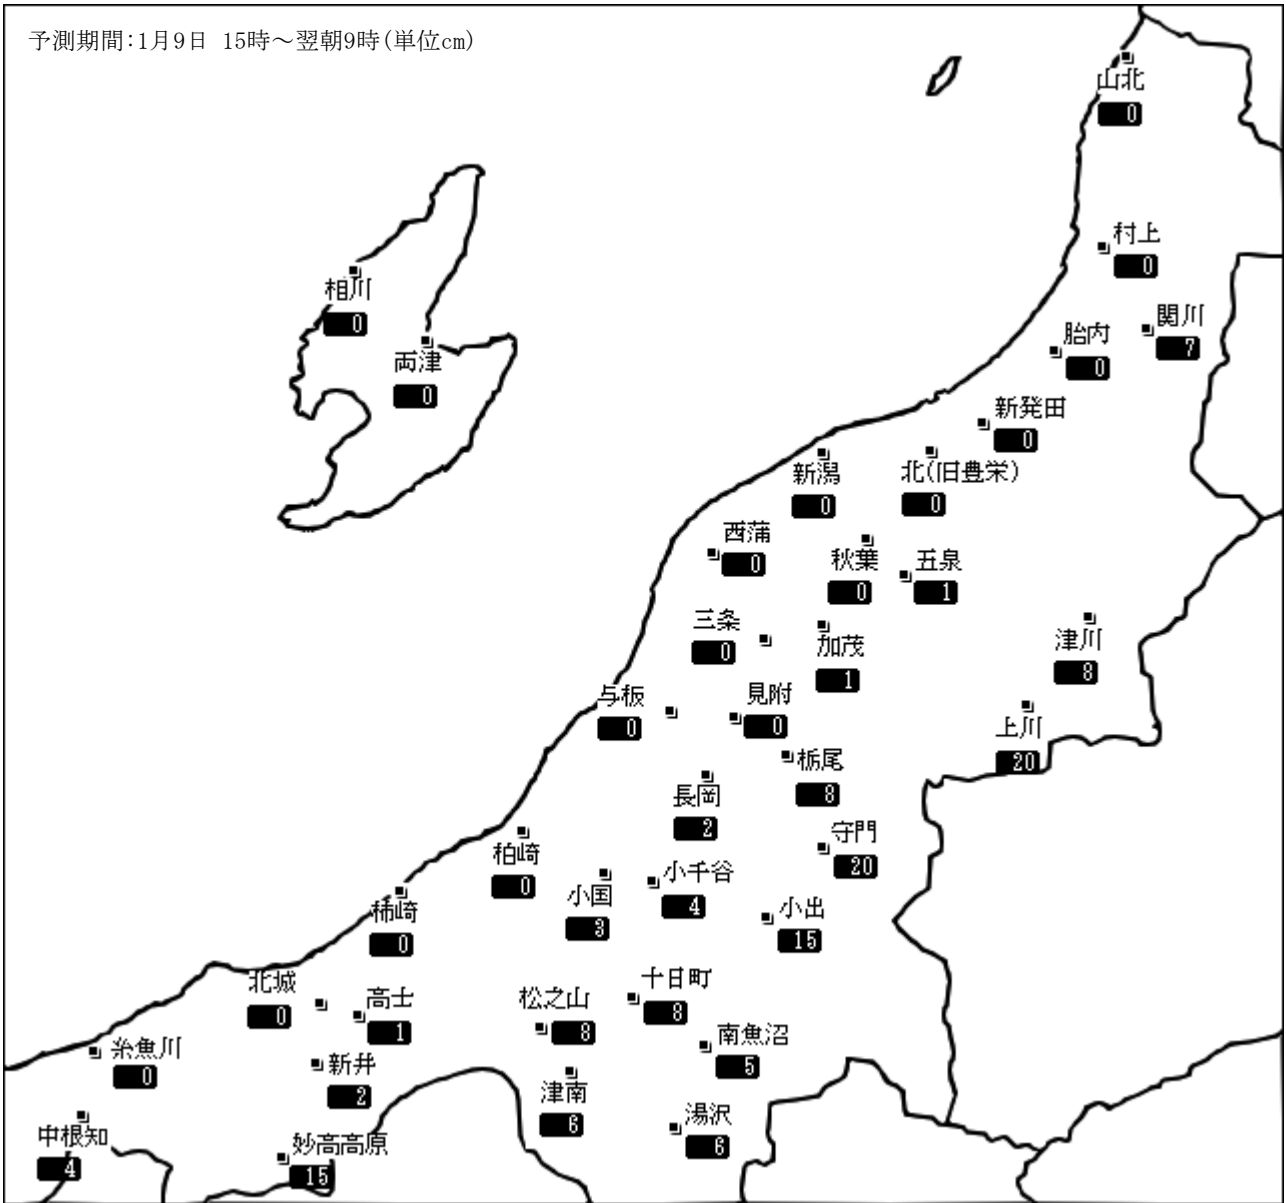 予測期間:1月9日 15時～翌朝9時(単位cm)
山北
0
村上
0
相川
0
関川
7
胎内
0
両津
0
新発田
0
新潟
0
北(旧豊栄)
0
西蒲
0
秋葉
0
五泉
1
三条
0
加茂
1
津川
8
与板
0
見附
0
上川
20
栃尾
8
長岡
2
守門
20
柏崎
0
小国
3
小千谷
4
小出
15
柿崎
0
北城
0
高士
1
松之山
8
十日町
8
南魚沼
5
糸魚川
0
新井
2
津南
6
湯沢
6
中根知
4
妙高高原
15